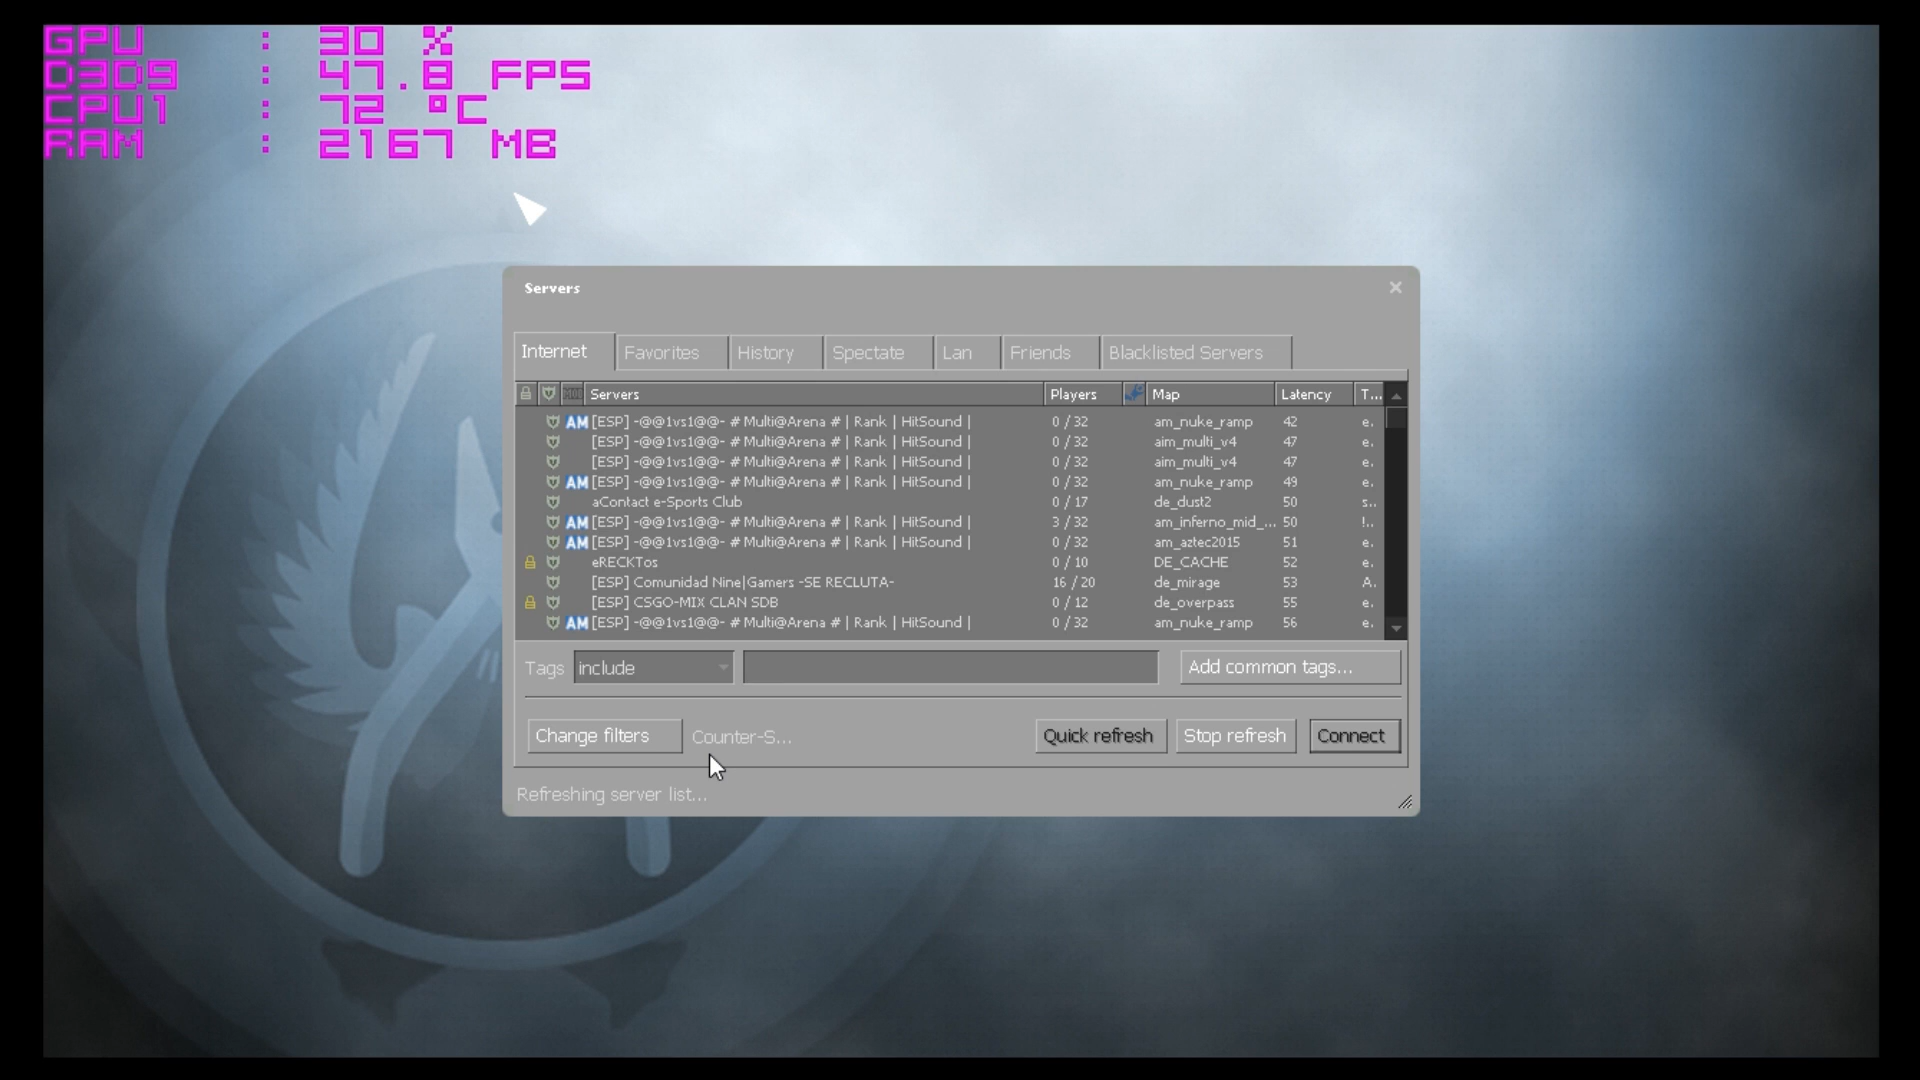 GPU : 30 %
D3D9 : 47.8 FPS
CPU1 : 72 ºC
RAM : 2167 MB
Servers
Internet Favorites History Spectate Lan Friends Blacklisted Servers
Servers Players Map Latency T...
AM [ESP] -@@1vs1@@- # Multi@Arena # | Rank | HitSound | 0 / 32 am_nuke_ramp 42 e.
[ESP] -@@1vs1@@- # Multi@Arena # | Rank | HitSound | 0 / 32 aim_multi_v4 47 e.
[ESP] -@@1vs1@@- # Multi@Arena # | Rank | HitSound | 0 / 32 aim_multi_v4 47 e.
AM [ESP] -@@1vs1@@- # Multi@Arena # | Rank | HitSound | 0 / 32 am_nuke_ramp 49 e.
aContact e-Sports Club 0 / 17 de_dust2 50 s..
AM [ESP] -@@1vs1@@- # Multi@Arena # | Rank | HitSound | 3 / 32 am_inferno_mid_... 50 !..
AM [ESP] -@@1vs1@@- # Multi@Arena # | Rank | HitSound | 0 / 32 am_aztec2015 51 e.
eRECKTos 0 / 10 DE_CACHE 52 e.
[ESP] Comunidad Nine|Gamers -SE RECLUTA- 16 / 20 de_mirage 53 A.
[ESP] CSGO-MIX CLAN SDB 0 / 12 de_overpass 55 e.
AM [ESP] -@@1vs1@@- # Multi@Arena # | Rank | HitSound | 0 / 32 am_nuke_ramp 56 e.
Tags include Add common tags...
Change filters Counter-S... Quick refresh Stop refresh Connect
Refreshing server list...